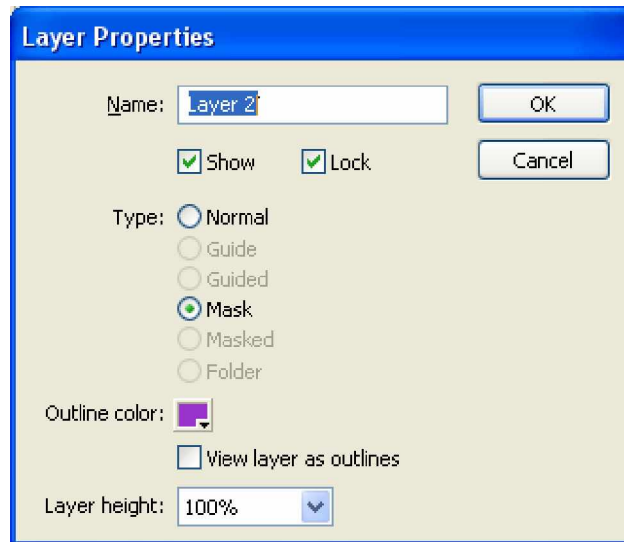 Layer Properties
Name: Layer 2 OK
Show Lock Cancel
Type: Normal
Guide
Guided
Mask
Masked
Folder
Outline color:
View layer as outlines
Layer height: 100%